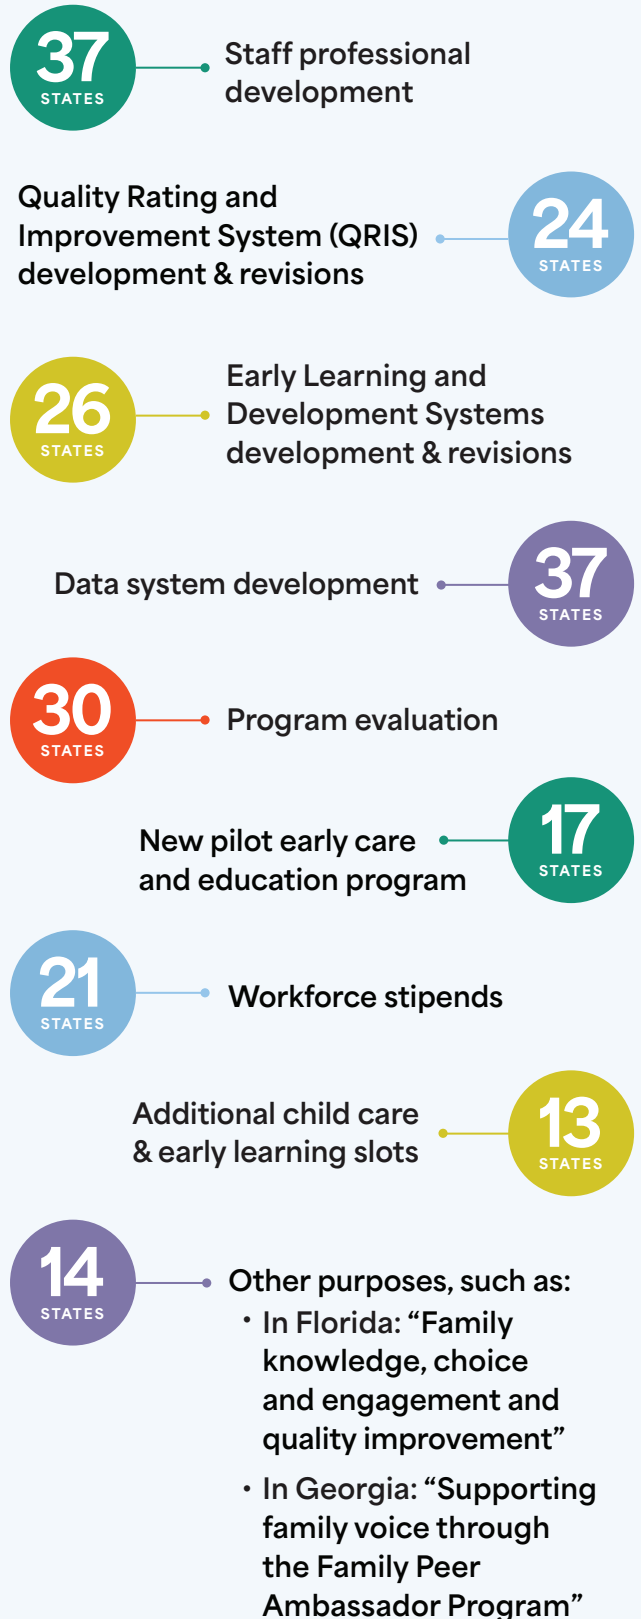 37
STATES
Staff professional
development
Quality Rating and
Improvement System (QRIS)
development & revisions
24
STATES
26
STATES
Early Learning and
Development Systems
development & revisions
Data system development
37
STATES
30
STATES
Program evaluation
New pilot early care
and education program
17
STATES
21
STATES
Workforce stipends
Additional child care
& early learning slots
13
STATES
14
STATES
Other purposes, such as:
• In Florida: “Family
knowledge, choice
and engagement and
quality improvement”
• In Georgia: “Supporting
family voice through
the Family Peer
Ambassador Program”